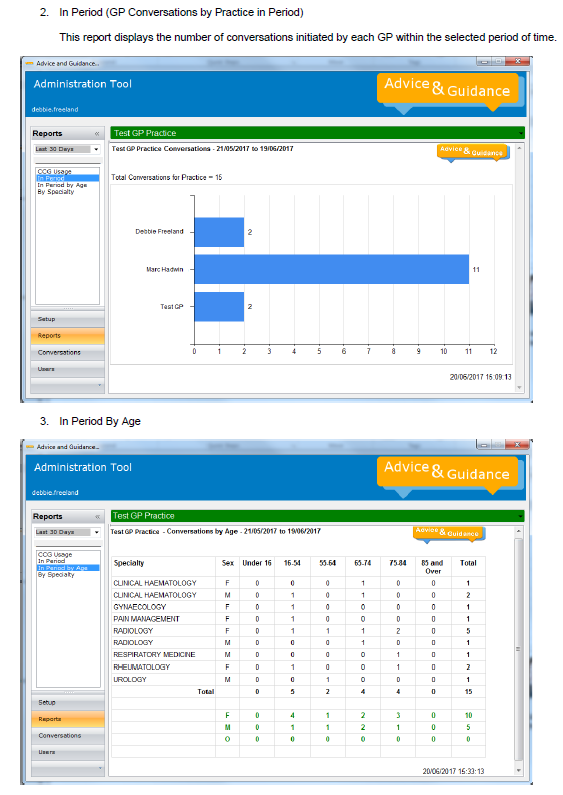 2. In Period (GP Conversations by Practice in Period)
This report displays the number of conversations initiated by each GP within the selected period of time.
Advice and Guidance...
Administration Tool
Advice & Guidance
debbie.freeland
Reports «
Test GP Practice
Last 30 Days
Test GP Practice Conversations - 21/05/2017 to 19/06/2017
Advice & Guidance
CCG Usage
In Period
In Period by Age
By Specialty
Total Conversations for Practice = 15
Debbie Freeland 2
Marc Hadwin 11
Test GP 2
0 1 2 3 4 5 6 7 8 9 10 11 12
Setup
Reports
Conversations
Users
20/06/2017 15:09:13
3. In Period By Age
Advice and Guidance...
Administration Tool
Advice & Guidance
debbie.freeland
Reports «
Test GP Practice
Last 30 Days
Test GP Practice - Conversations by Age - 21/05/2017 to 19/06/2017
Advice & Guidance
CCG Usage
In Period
In Period by Age
By Specialty
Specialty Sex Under 16 16-54 55-64 65-74 75-84 85 and Over Total
CLINICAL HAEMATOLOGY F 0 0 0 1 0 0 1
CLINICAL HAEMATOLOGY M 0 1 0 1 0 0 2
GYNAECOLOGY F 0 1 0 0 0 0 1
PAIN MANAGEMENT F 0 1 0 0 0 0 1
RADIOLOGY F 0 1 1 1 2 0 5
RADIOLOGY M 0 0 0 1 0 0 1
RESPIRATORY MEDICINE M 0 0 0 0 1 0 1
RHEUMATOLOGY F 0 1 0 0 1 0 2
UROLOGY M 0 0 1 0 0 0 1
Total 0 5 2 4 4 0 15
F 0 4 1 2 3 0 10
M 0 1 1 2 1 0 5
O 0 0 0 0 0 0 0
Setup
Reports
Conversations
Users
20/06/2017 15:33:13